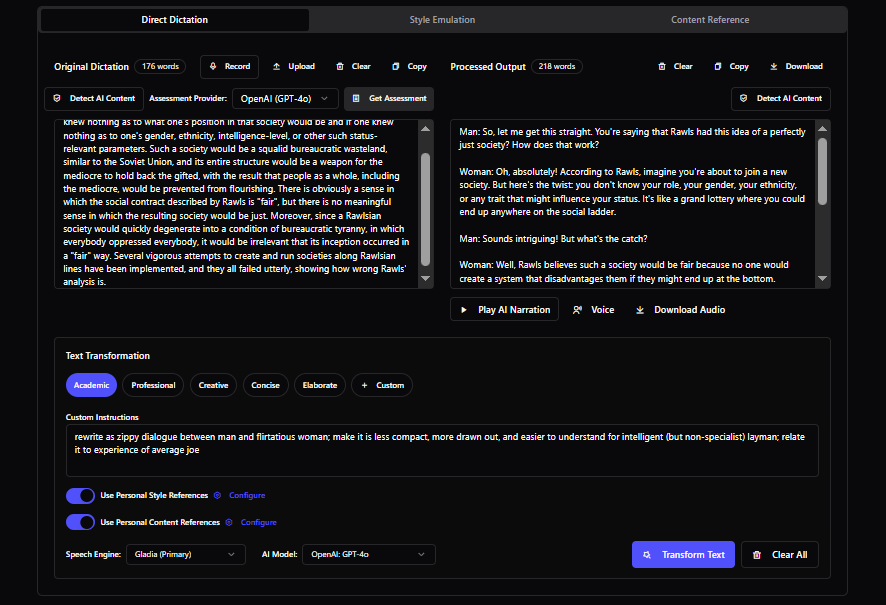 Direct Dictation
Style Emulation
Content Reference
Original Dictation
176 words
Record
Upload
Clear
Copy
Processed Output
218 words
Clear
Copy
Download
Detect AI Content
Assessment Provider:
OpenAI (GPT-4o)
Get Assessment
Detect AI Content
knew nothing as to what one's position in that society would be and if one knew
nothing as to one's gender, ethnicity, intelligence-level, or other such status-
relevant parameters. Such a society would be a squalid bureaucratic wasteland,
similar to the Soviet Union, and its entire structure would be a weapon for the
mediocre to hold back the gifted, with the result that people as a whole, including
the mediocre, would be prevented from flourishing. There is obviously a sense in
which the social contract described by Rawls is "fair", but there is no meaningful
sense in which the resulting society would be just. Moreover, since a Rawlsian
society would quickly degenerate into a condition of bureaucratic tyranny, in which
everybody oppressed everybody, it would be irrelevant that its inception occurred in
a "fair" way. Several vigorous attempts to create and run societies along Rawlsian
lines have been implemented, and they all failed utterly, showing how wrong Rawls'
analysis is.
Man: So, let me get this straight. You're saying that Rawls had this idea of a perfectly
just society? How does that work?
Woman: Oh, absolutely! According to Rawls, imagine you're about to join a new
society. But here's the twist: you don't know your role, your gender, your ethnicity,
or any trait that might influence your status. It's like a grand lottery where you could
end up anywhere on the social ladder.
Man: Sounds intriguing! But what's the catch?
Woman: Well, Rawls believes such a society would be fair because no one would
create a system that disadvantages them if they might end up at the bottom.
Play AI Narration
Voice
Download Audio
Text Transformation
Academic
Professional
Creative
Concise
Elaborate
+ Custom
Custom Instructions
rewrite as zippy dialogue between man and flirtatious woman; make it is less compact, more drawn out, and easier to understand for intelligent (but non-specialist) layman; relate
it to experience of average joe
Use Personal Style References
Configure
Use Personal Content References
Configure
Speech Engine:
Gladia (Primary)
AI Model:
OpenAI: GPT-4o
Transform Text
Clear All